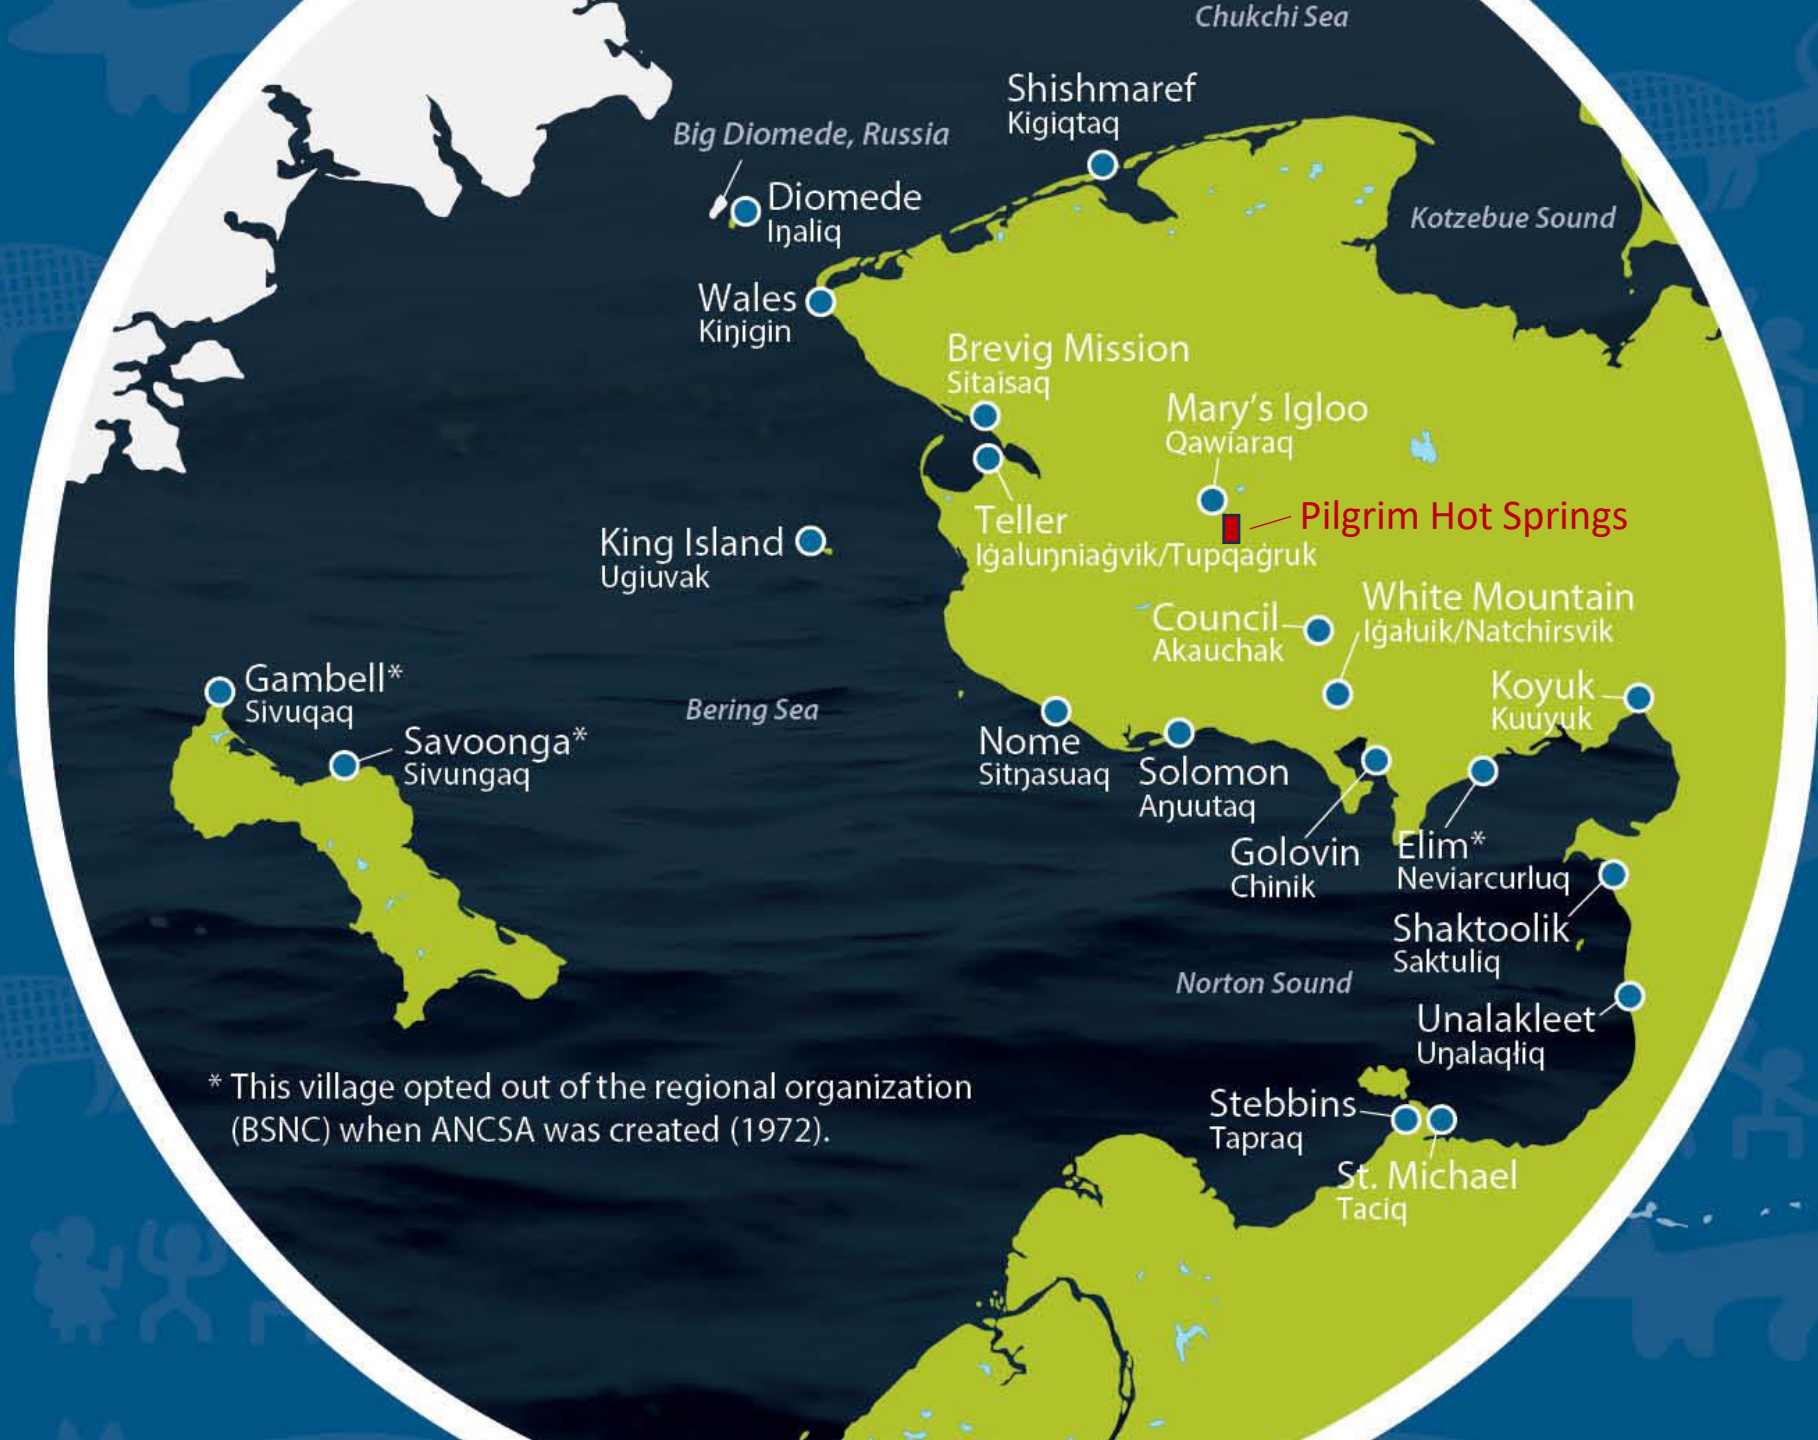 Chukchi Sea
Shishmaref
Kigiqtaq
Big Diomede, Russia
Diomede
Iŋaliq
Kotzebue Sound
Wales
Kiŋigin
Brevig Mission
Sitaisaq
Mary's Igloo
Qawiaraq
Pilgrim Hot Springs
Teller
Iġaluŋniaġvik/Tupqaġruk
King Island
Ugiuvak
White Mountain
Iġałuik/Natchirsvik
Council
Akauchak
Koyuk
Kuuyuk
Gambell*
Sivuqaq
Bering Sea
Savoonga*
Sivungaq
Nome
Sitŋasuaq
Solomon
Aŋuutaq
Golovin
Chinik
Elim*
Neviarcurluq
Shaktoolik
Saktuliq
Norton Sound
Unalakleet
Uŋalaqłiq
* This village opted out of the regional organization
(BSNC) when ANCSA was created (1972).
Stebbins
Tapraq
St. Michael
Taciq